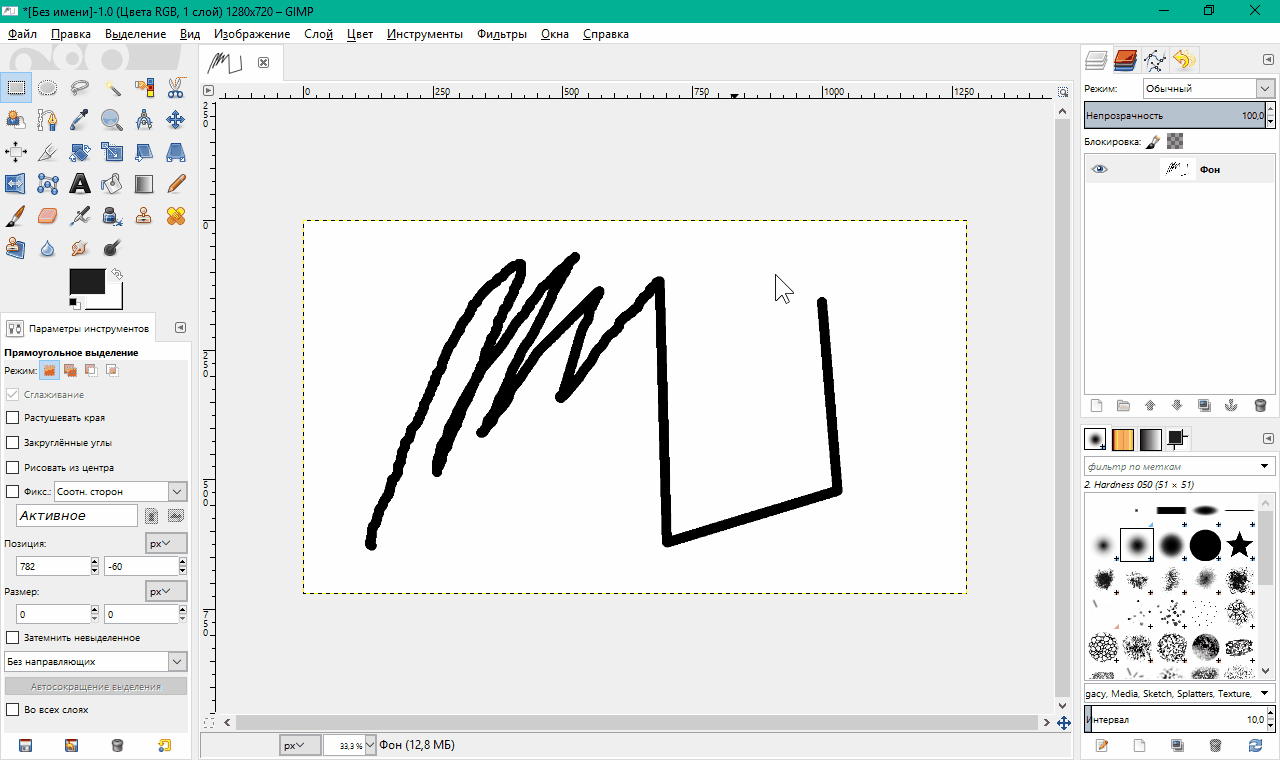 *[Без имени]-1.0 (Цвета RGB, 1 слой) 1280x720 – GIMP
Файл Правка Выделение Вид Изображение Слой Цвет Инструменты Фильтры Окна Справка
0 250 500 750 1000 1250
250
0
250
500
750
Параметры инструментов
Прямоугольное выделение
Режим:
Сглаживание
Растушевать края
Закруглённые углы
Рисовать из центра
Фикс.: Соотн. сторон
Активное
Позиция: px
782 -60
Размер: px
0 0
Затемнить невыделенное
Без направляющих
Автосокращение выделения
Во всех слоях
px 33,3 % Фон (12,8 МБ)
Режим: Обычный
Непрозрачность 100,0
Блокировка:
Фон
фильтр по меткам
2. Hardness 050 (51 × 51)
gacy, Media, Sketch, Splatters, Texture,
Интервал 10,0